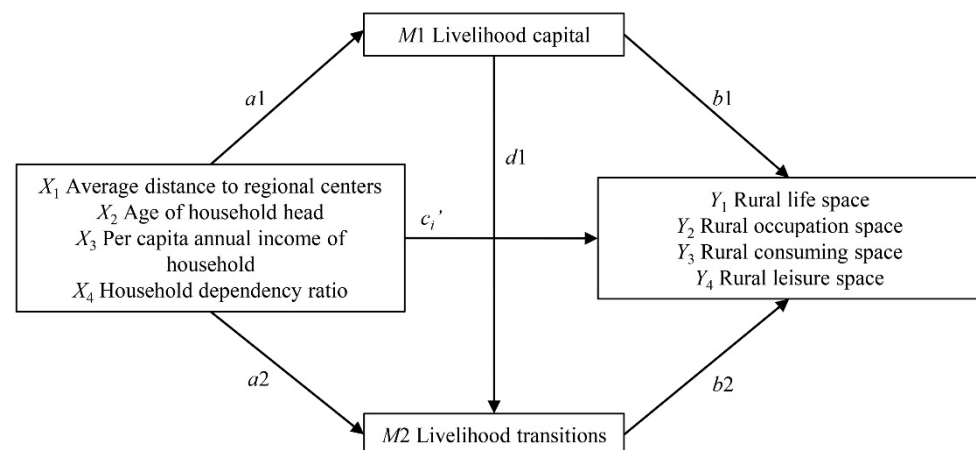 M1 Livelihood capital
a1
b1
d1
X₁ Average distance to regional centers
X₂ Age of household head
X₃ Per capita annual income of
household
X₄ Household dependency ratio
cᵢ’
Y₁ Rural life space
Y₂ Rural occupation space
Y₃ Rural consuming space
Y₄ Rural leisure space
a2
b2
M2 Livelihood transitions